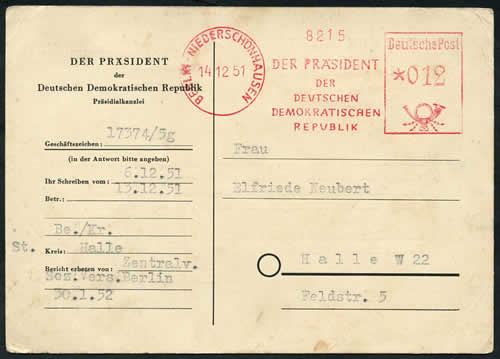 DER PRÄSIDENT
der
Deutschen Demokratischen Republik
Präsidialkanzlei
Geschäftszeichen: 17374/5g
(in der Antwort bitte angeben)
6.12.51
Ihr Schreiben vom: 13.12.51
Betr.:
Be./Kr.
St. Kreis: Halle
Zentralv.
Bericht erbeten von:
Soz.Vers.Berlin
30.1.52
BERLIN-NIEDERSCHÖNHAUSEN
14.12.51
8215
DER PRÄSIDENT
DER
DEUTSCHEN
DEMOKRATISCHEN
REPUBLIK
Deutsche Post
*012
Frau
Elfriede Neubert
Halle W 22
Feldstr. 5